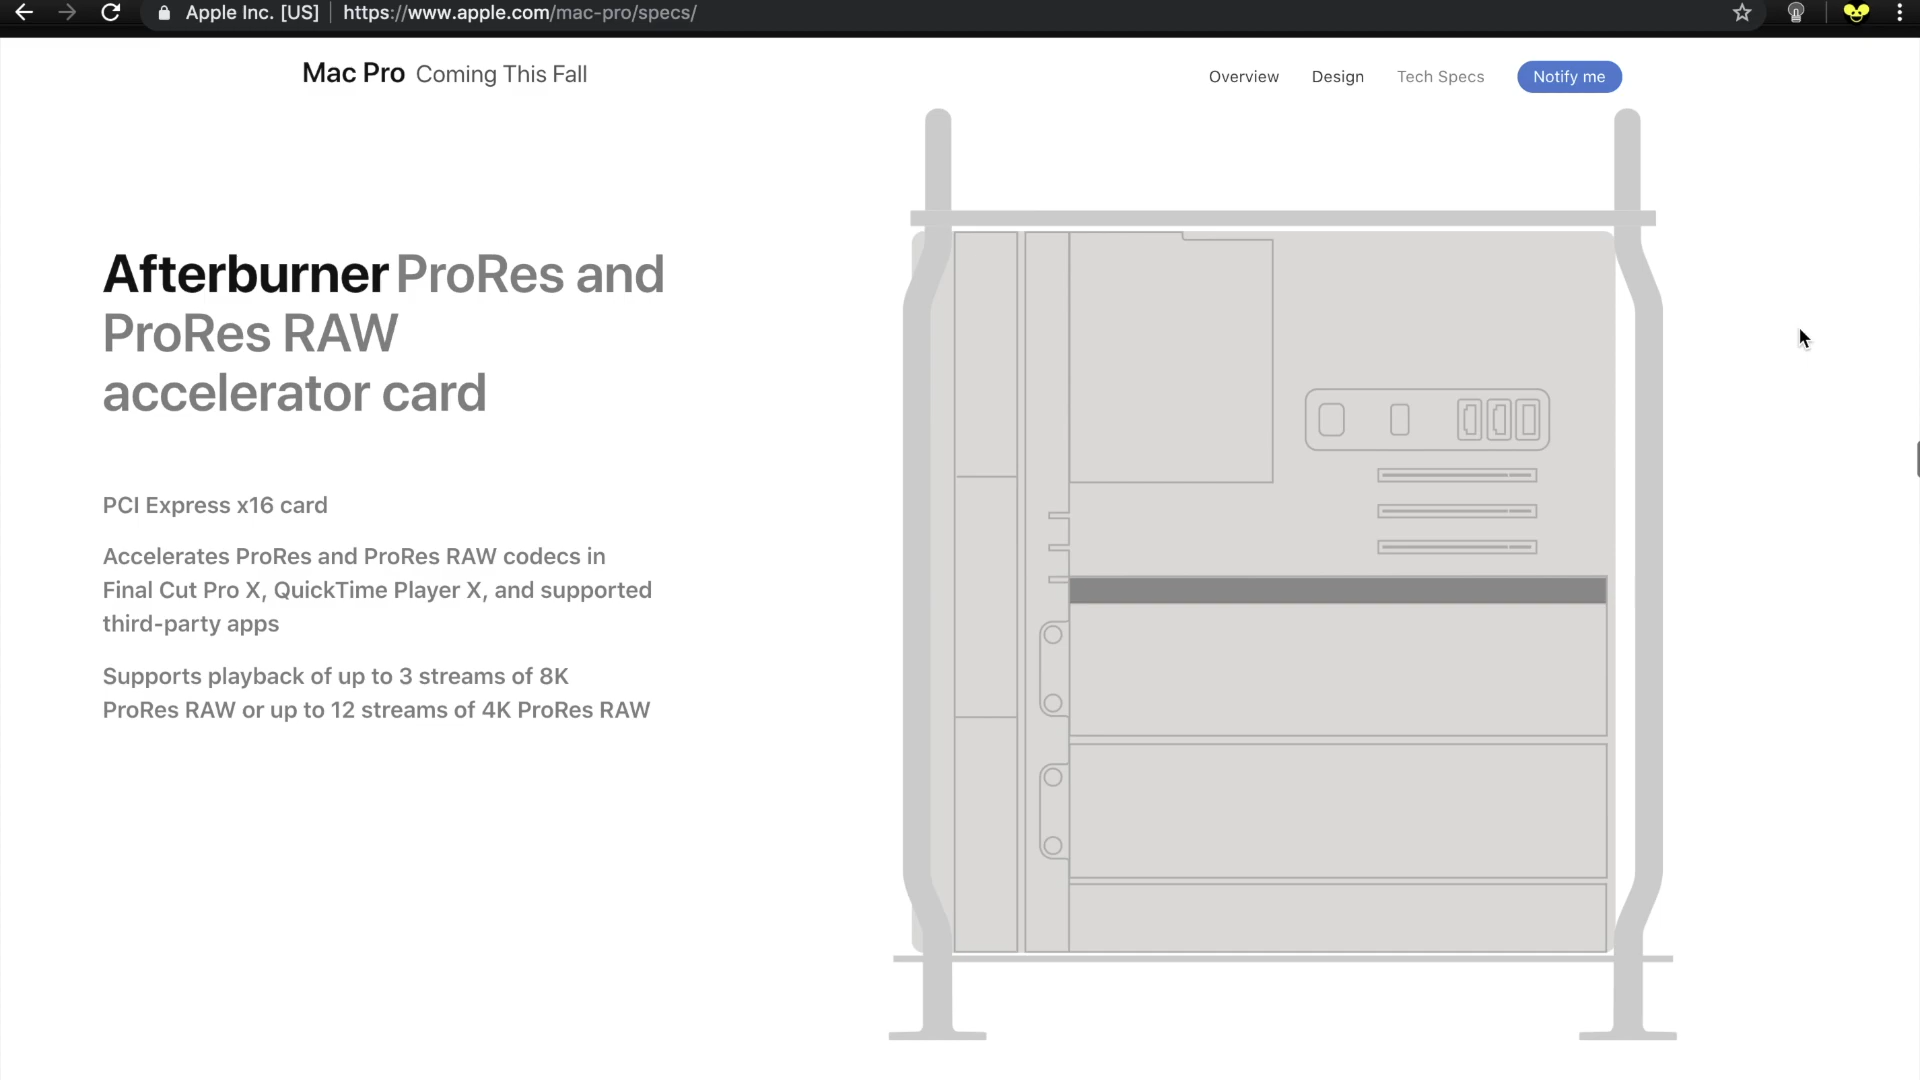 Apple Inc. [US] https://www.apple.com/mac-pro/specs/
Mac Pro Coming This Fall
Overview Design Tech Specs Notify me
Afterburner ProRes and
ProRes RAW
accelerator card
PCI Express x16 card
Accelerates ProRes and ProRes RAW codecs in
Final Cut Pro X, QuickTime Player X, and supported
third-party apps
Supports playback of up to 3 streams of 8K
ProRes RAW or up to 12 streams of 4K ProRes RAW